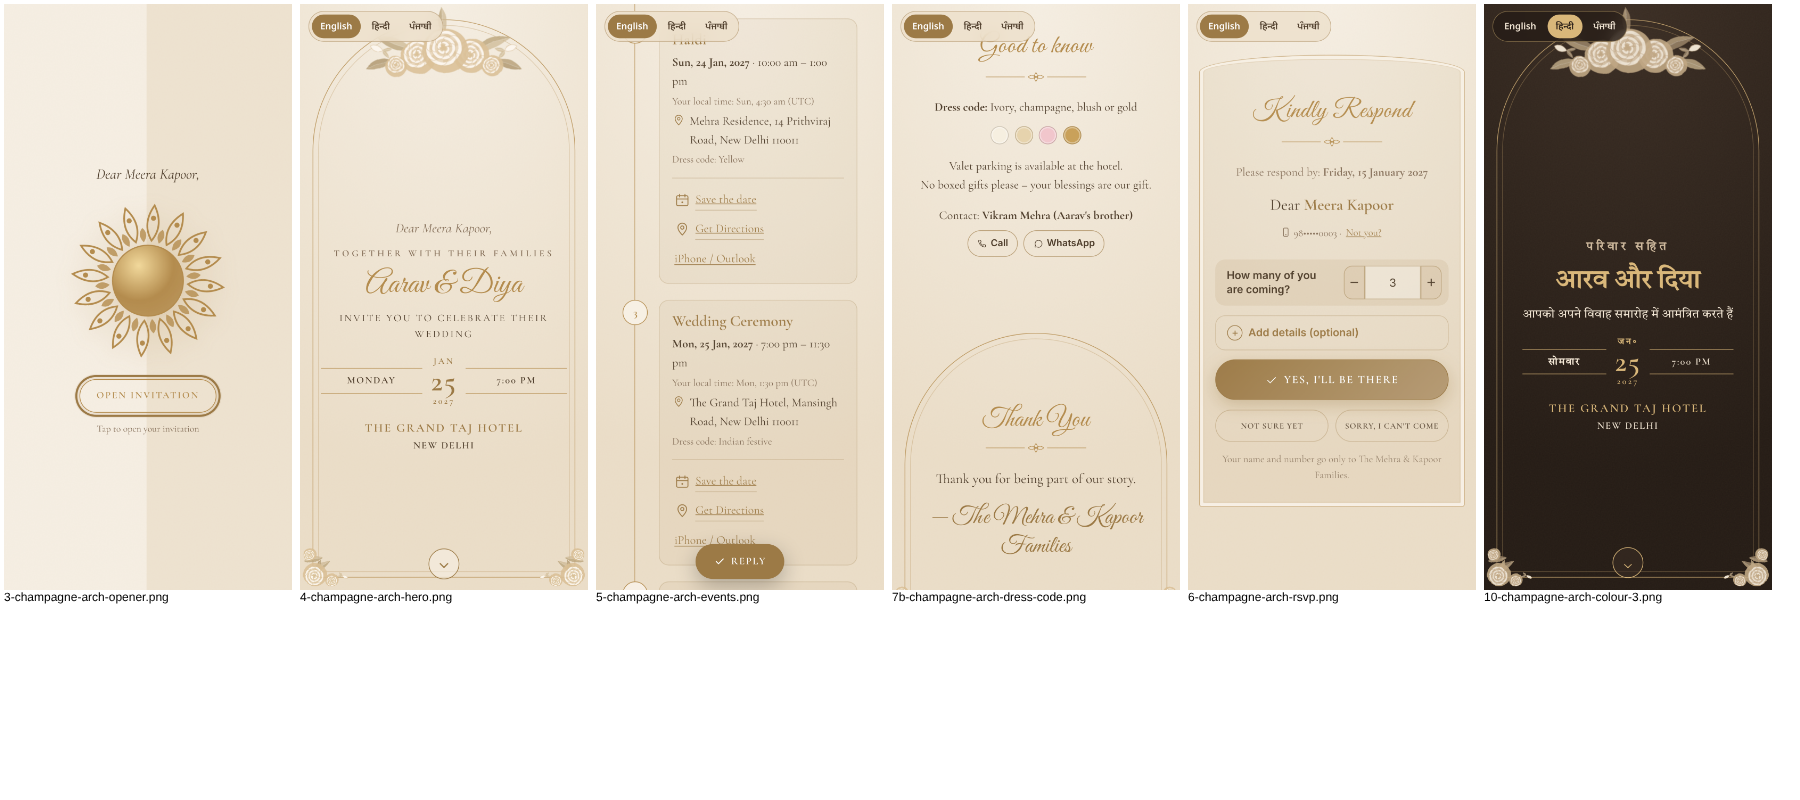 Dear Meera Kapoor,
OPEN INVITATION
Tap to open your invitation
3-champagne-arch-opener.png
English हिन्दी ਪੰਜਾਬੀ
Dear Meera Kapoor,
TOGETHER WITH THEIR FAMILIES
Aarav & Diya
INVITE YOU TO CELEBRATE THEIR
WEDDING
JAN
MONDAY 25 7:00 PM
2027
THE GRAND TAJ HOTEL
NEW DELHI
4-champagne-arch-hero.png
English हिन्दी ਪੰਜਾਬੀ
Sun, 24 Jan, 2027 · 10:00 am – 1:00
pm
Your local time: Sun, 4:30 am (UTC)
Mehra Residence, 14 Prithviraj
Road, New Delhi 110011
Dress code: Yellow
Save the date
Get Directions
iPhone / Outlook
3
Wedding Ceremony
Mon, 25 Jan, 2027 · 7:00 pm – 11:30
pm
Your local time: Mon, 1:30 pm (UTC)
The Grand Taj Hotel, Mansingh
Road, New Delhi 110011
Dress code: Indian festive
Save the date
Get Directions
iPhone / Outlook
REPLY
5-champagne-arch-events.png
English हिन्दी ਪੰਜਾਬੀ
Good to know
Dress code: Ivory, champagne, blush or gold
Valet parking is available at the hotel.
No boxed gifts please – your blessings are our gift.
Contact: Vikram Mehra (Aarav's brother)
Call WhatsApp
Thank You
Thank you for being part of our story.
— The Mehra & Kapoor
Families
7b-champagne-arch-dress-code.png
English हिन्दी ਪੰਜਾਬੀ
Kindly Respond
Please respond by: Friday, 15 January 2027
Dear Meera Kapoor
98•••••0003 · Not you?
How many of you
are coming?
− 3 +
Add details (optional)
YES, I'LL BE THERE
NOT SURE YET SORRY, I CAN'T COME
Your name and number go only to The Mehra & Kapoor
Families.
6-champagne-arch-rsvp.png
English हिन्दी ਪੰਜਾਬੀ
परिवार सहित
आरव और दिया
आपको अपने विवाह समारोह में आमंत्रित करते हैं
जन॰
सोमवार 25 7:00 PM
2027
THE GRAND TAJ HOTEL
NEW DELHI
10-champagne-arch-colour-3.png